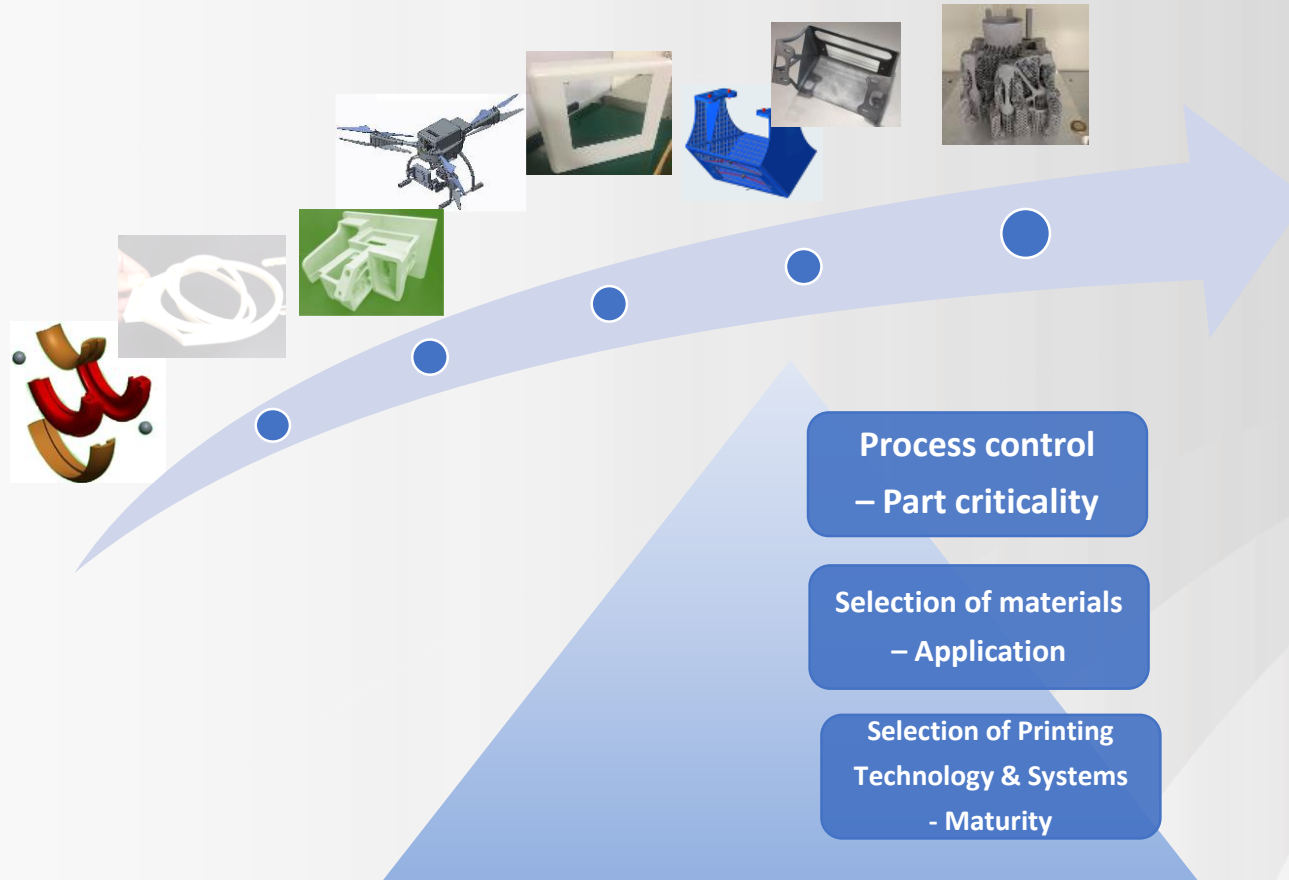 Process control
– Part criticality
Selection of materials
– Application
Selection of Printing
Technology & Systems
- Maturity